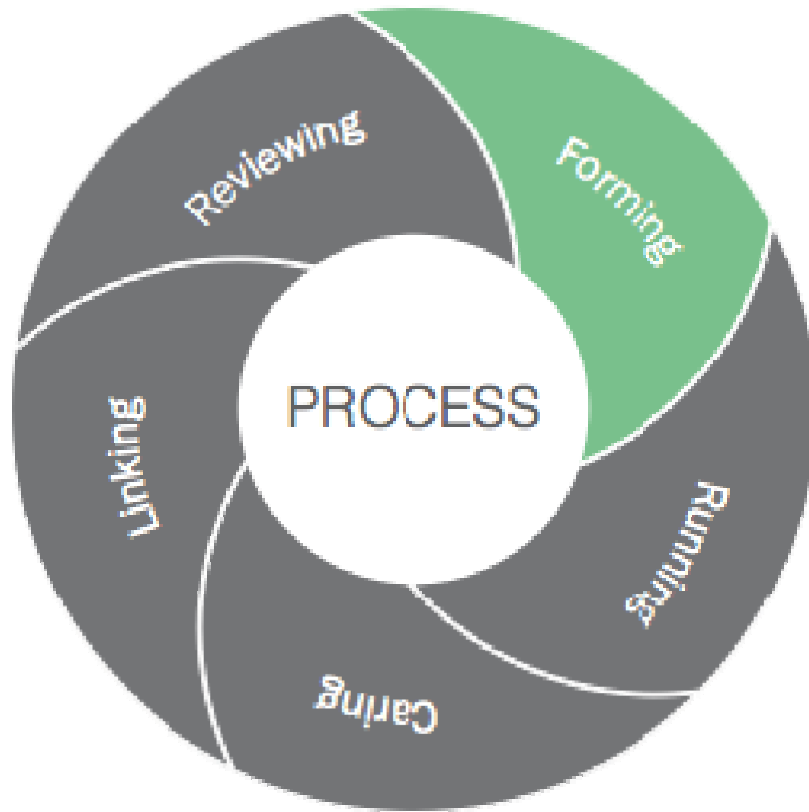 Forming
Running
Caring
Linking
Reviewing
PROCESS